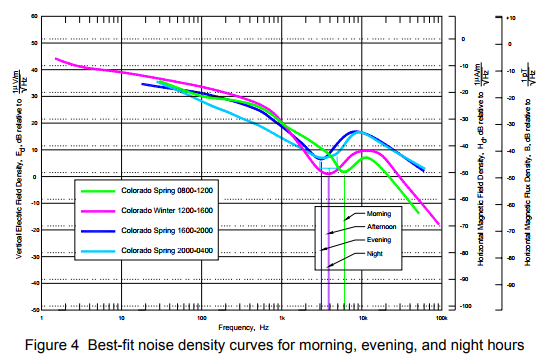 Vertical Electric Field Density, Ed, dB relative to 1μV/m/√Hz
60
50
40
30
20
10
0
-10
-20
-30
-40
-50
Colorado Spring 0800-1200
Colorado Winter 1200-1600
Colorado Spring 1600-2000
Colorado Spring 2000-0400
Morning
Afternoon
Evening
Night
1
10
100
1k
10k
100k
Frequency, Hz
0
-10
-20
-30
-40
-50
-60
-70
-80
-90
-100
Horizontal Magnetic Field Density, Hd, dB relative to 1μA/m/√Hz
+10
0
-10
-20
-30
-40
-50
-60
-70
-80
-90
Horizontal Magnetic Flux Density, B, dB relative to 1 pT/√Hz
Figure 4 Best-fit noise density curves for morning, evening, and night hours